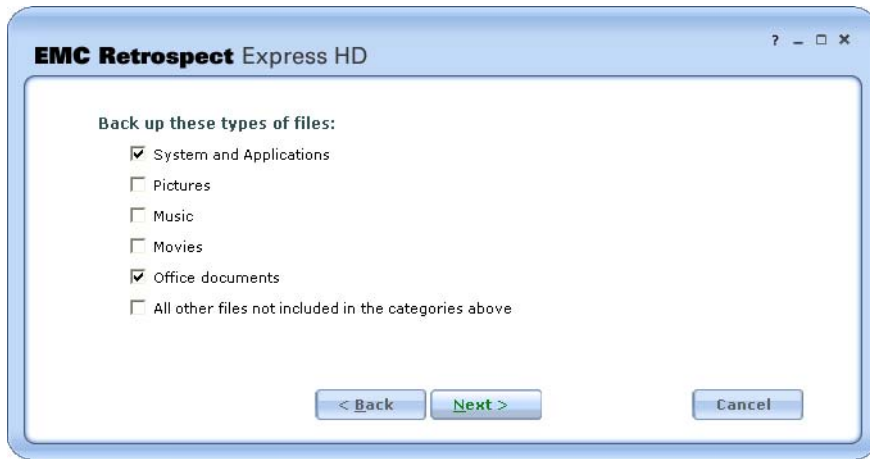 ?
EMC Retrospect Express HD
Back up these types of files:
System and Applications
Pictures
Music
Movies
Office documents
All other files not included in the categories above
< Back
Next >
Cancel